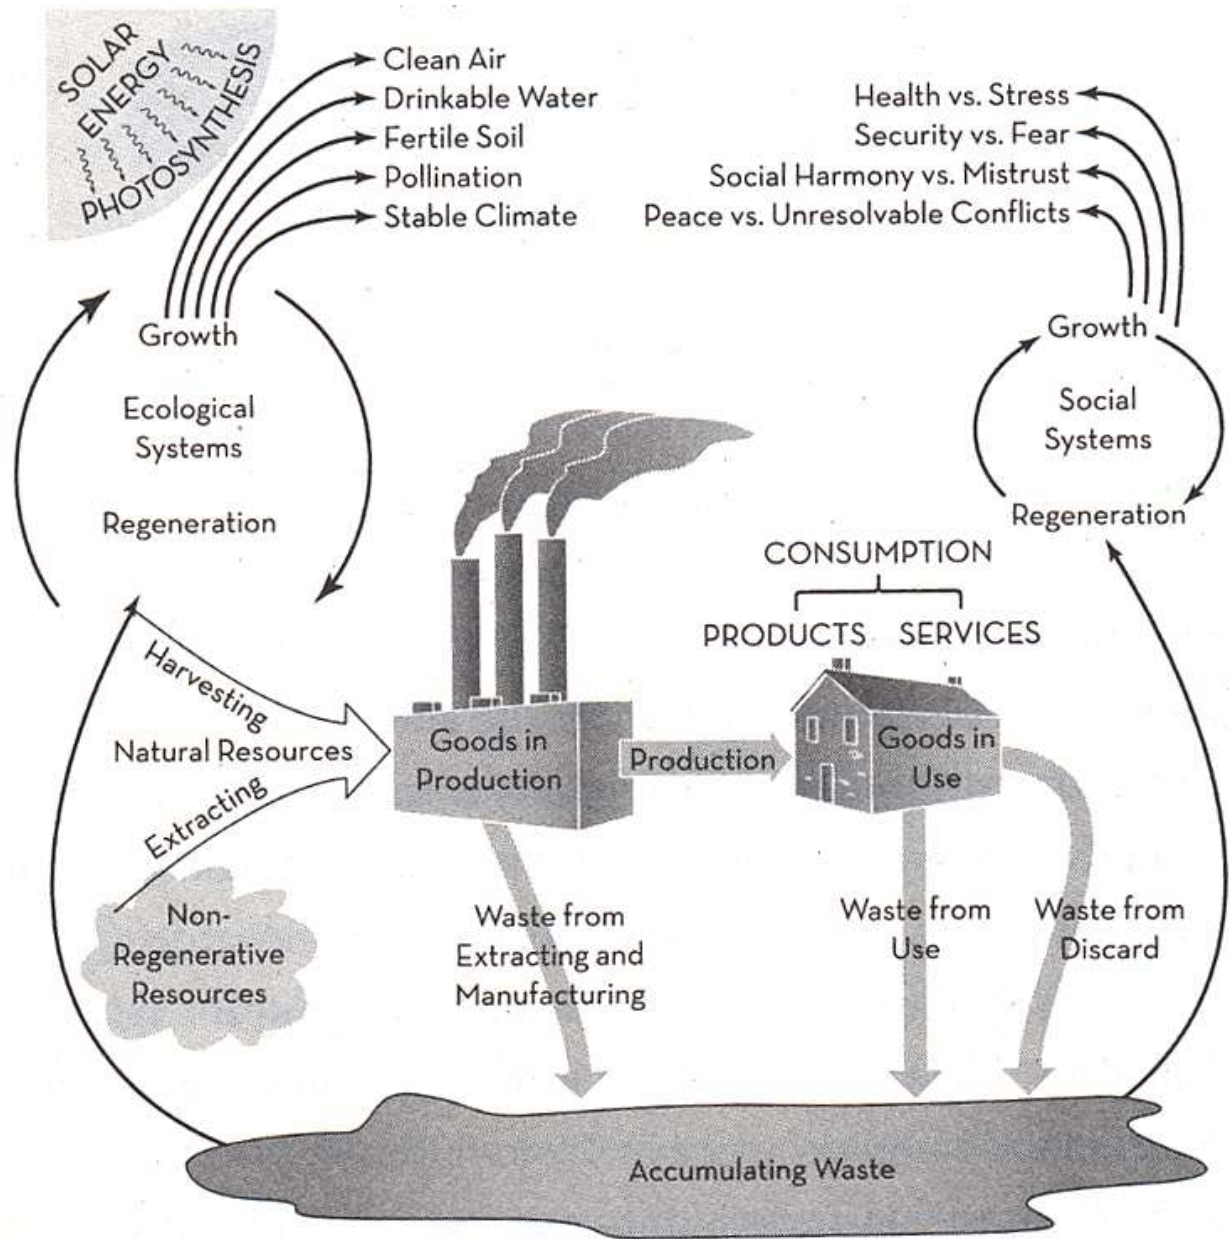 SOLAR
ENERGY
PHOTOSYNTHESIS
Clean Air
Drinkable Water
Fertile Soil
Pollination
Stable Climate
Health vs. Stress
Security vs. Fear
Social Harmony vs. Mistrust
Peace vs. Unresolvable Conflicts
Growth
Ecological
Systems
Regeneration
Growth
Social
Systems
Regeneration
CONSUMPTION
PRODUCTS SERVICES
Harvesting
Natural Resources
Extracting
Goods in
Production
Production
Goods in
Use
Non-
Regenerative
Resources
Waste from
Extracting and
Manufacturing
Waste from
Use
Waste from
Discard
Accumulating Waste